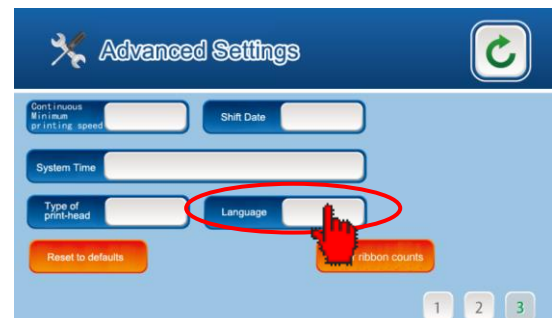 Advanced Settings
Continuous
Minimum
printing speed
Shift Date
System Time
Type of
print-head
Language
Reset to defaults
ribbon counts
1 2 3